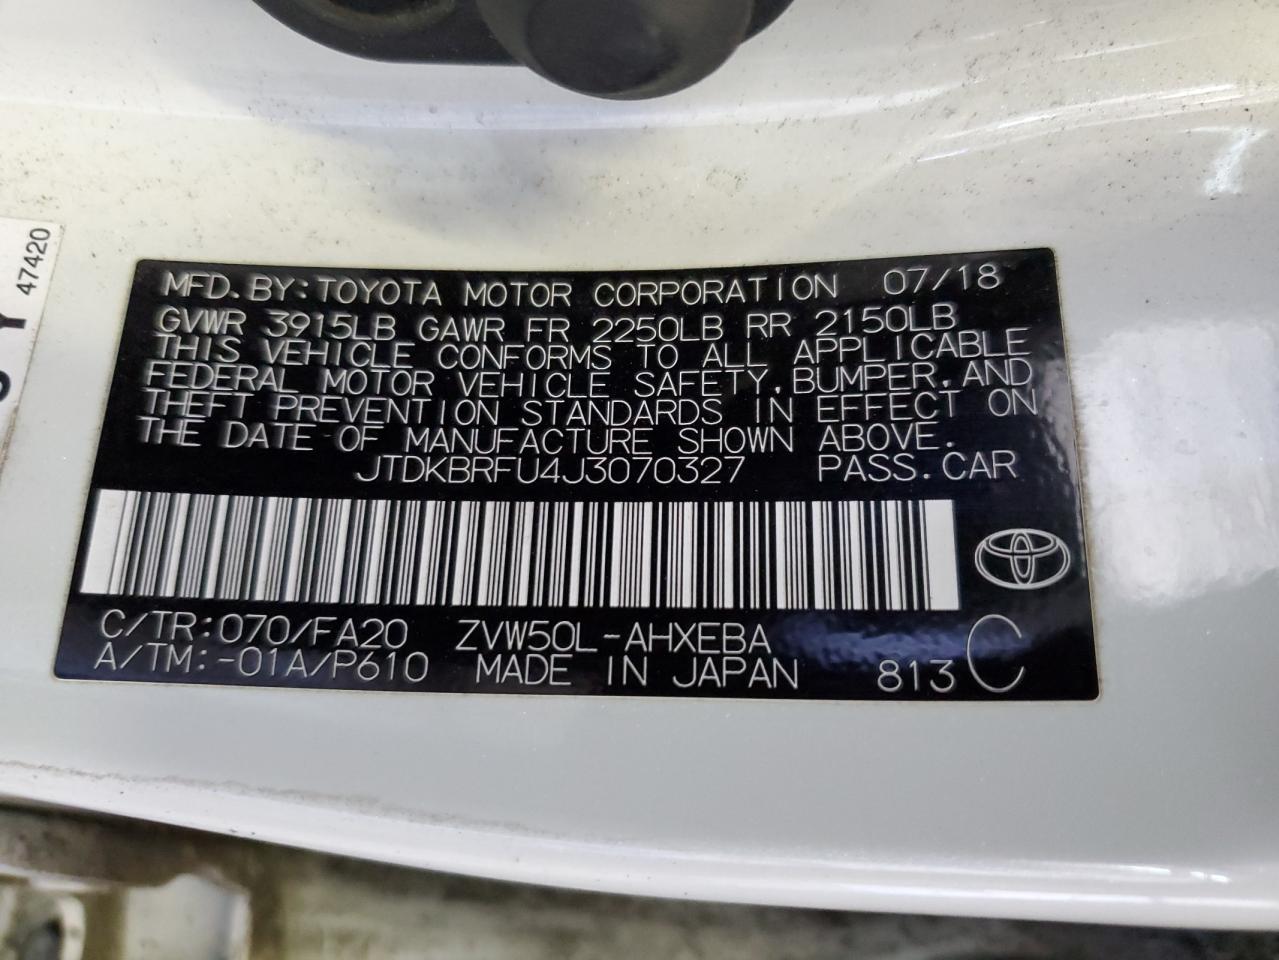 47420
MFD. BY: TOYOTA MOTOR CORPORATION 07/18
GVWR 3915LB GAWR FR 2250LB RR 2150LB
THIS VEHICLE CONFORMS TO ALL APPLICABLE
FEDERAL MOTOR VEHICLE SAFETY, BUMPER, AND
THEFT PREVENTION STANDARDS IN EFFECT ON
THE DATE OF MANUFACTURE SHOWN ABOVE.
JTDKBRFU4J3070327 PASS. CAR
C/TR: 070/FA20 ZVW50L-AHXEBA
A/TM: -01A/P610 MADE IN JAPAN 813 C